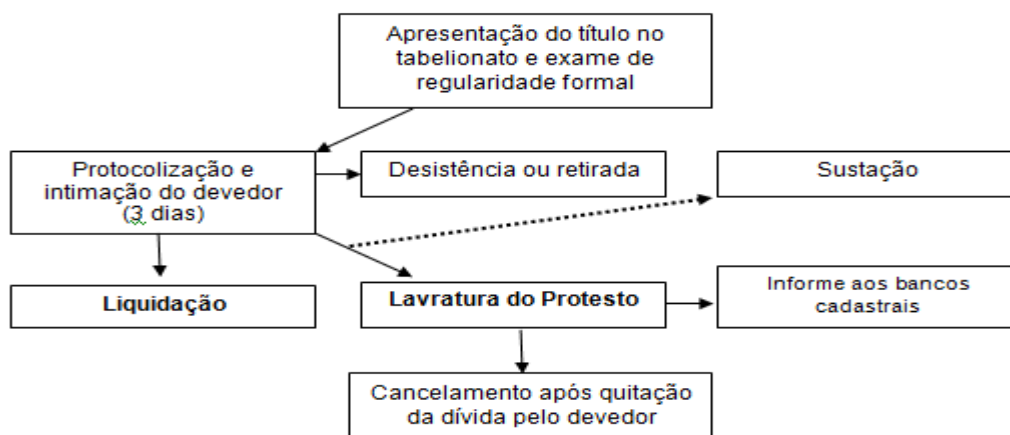 Apresentação do título no
tabelionato e exame de
regularidade formal
Protocolização e
intimação do devedor
(3 dias)
Desistência ou retirada
Sustação
Liquidação
Lavratura do Protesto
Informe aos bancos
cadastrais
Cancelamento após quitação
da dívida pelo devedor